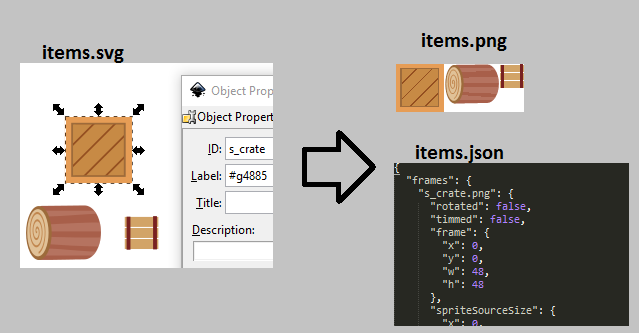 items.svg
Object Prop
Object Propert
ID: s_crate
Label: #g4885
Title:
Description:
items.png
items.json
{
"frames": {
"s_crate.png": {
"rotated": false,
"timmed": false,
"frame": {
"x": 0,
"y": 0,
"w": 48,
"h": 48
},
"spriteSourceSize": {
"x": 0,